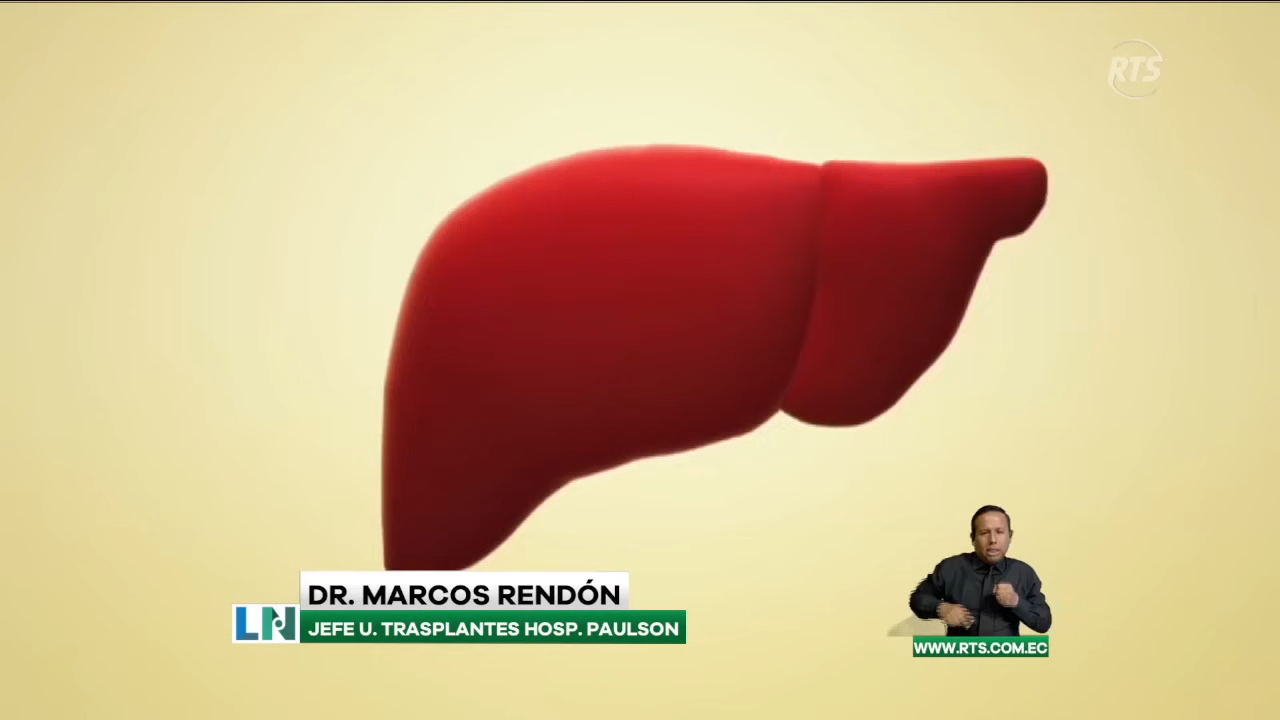 RTS
DR. MARCOS RENDÓN
LN
JEFE U. TRASPLANTES HOSP. PAULSON
WWW.RTS.COM.EC